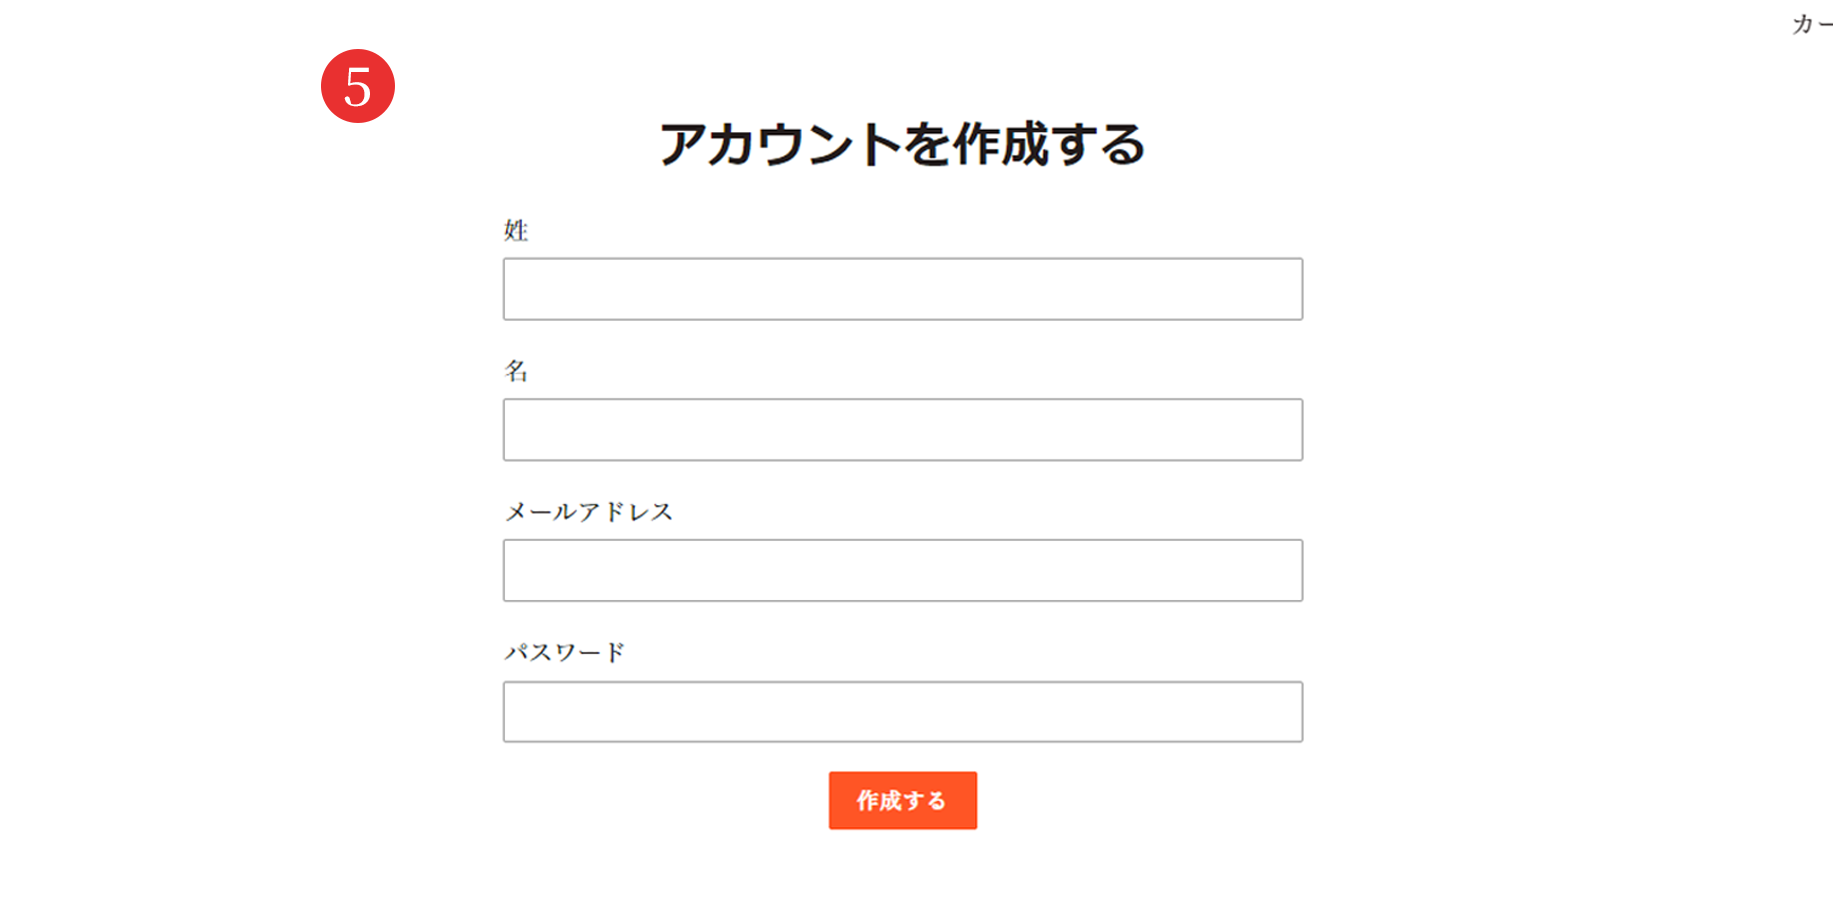 カー
5
アカウントを作成する
姓
名
メールアドレス
パスワード
作成する